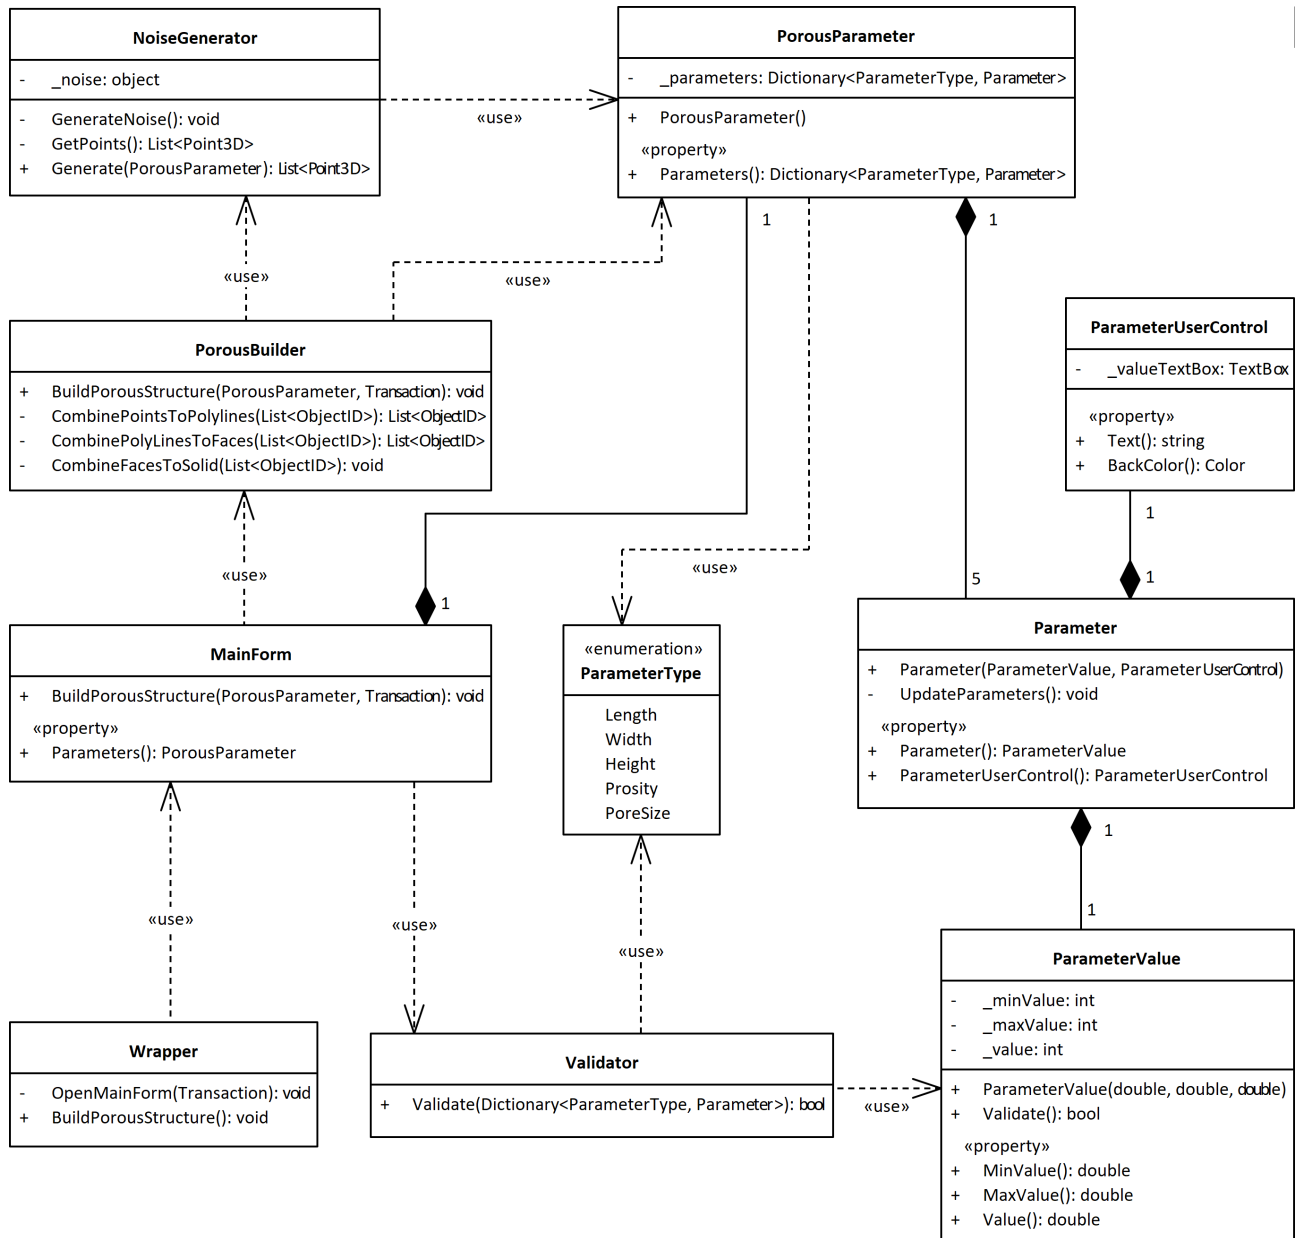 NoiseGenerator
- _noise: object
- GenerateNoise(): void
- GetPoints(): List<Point3D>
+ Generate(PorousParameter): List<Point3D>
«use»
PorousParameter
- _parameters: Dictionary<ParameterType, Parameter>
+ PorousParameter()
«property»
+ Parameters(): Dictionary<ParameterType, Parameter>
1
1
«use»
«use»
PorousBuilder
+ BuildPorousStructure(PorousParameter, Transaction): void
- CombinePointsToPolylines(List<ObjectID>): List<ObjectID>
- CombinePolyLinesToFaces(List<ObjectID>): List<ObjectID>
- CombineFacesToSolid(List<ObjectID>): void
ParameterUserControl
- _valueTextBox: TextBox
«property»
+ Text(): string
+ BackColor(): Color
1
«use»
1
«use»
5
1
MainForm
+ BuildPorousStructure(PorousParameter, Transaction): void
«property»
+ Parameters(): PorousParameter
«enumeration»
ParameterType
Length
Width
Height
Prosity
PoreSize
Parameter
+ Parameter(ParameterValue, ParameterUserControl)
- UpdateParameters(): void
«property»
+ Parameter(): ParameterValue
+ ParameterUserControl(): ParameterUserControl
1
1
«use»
«use»
«use»
Wrapper
- OpenMainForm(Transaction): void
+ BuildPorousStructure(): void
Validator
+ Validate(Dictionary<ParameterType, Parameter>): bool
«use»
ParameterValue
- _minValue: int
- _maxValue: int
- _value: int
+ ParameterValue(double, double, double)
+ Validate(): bool
«property»
+ MinValue(): double
+ MaxValue(): double
+ Value(): double